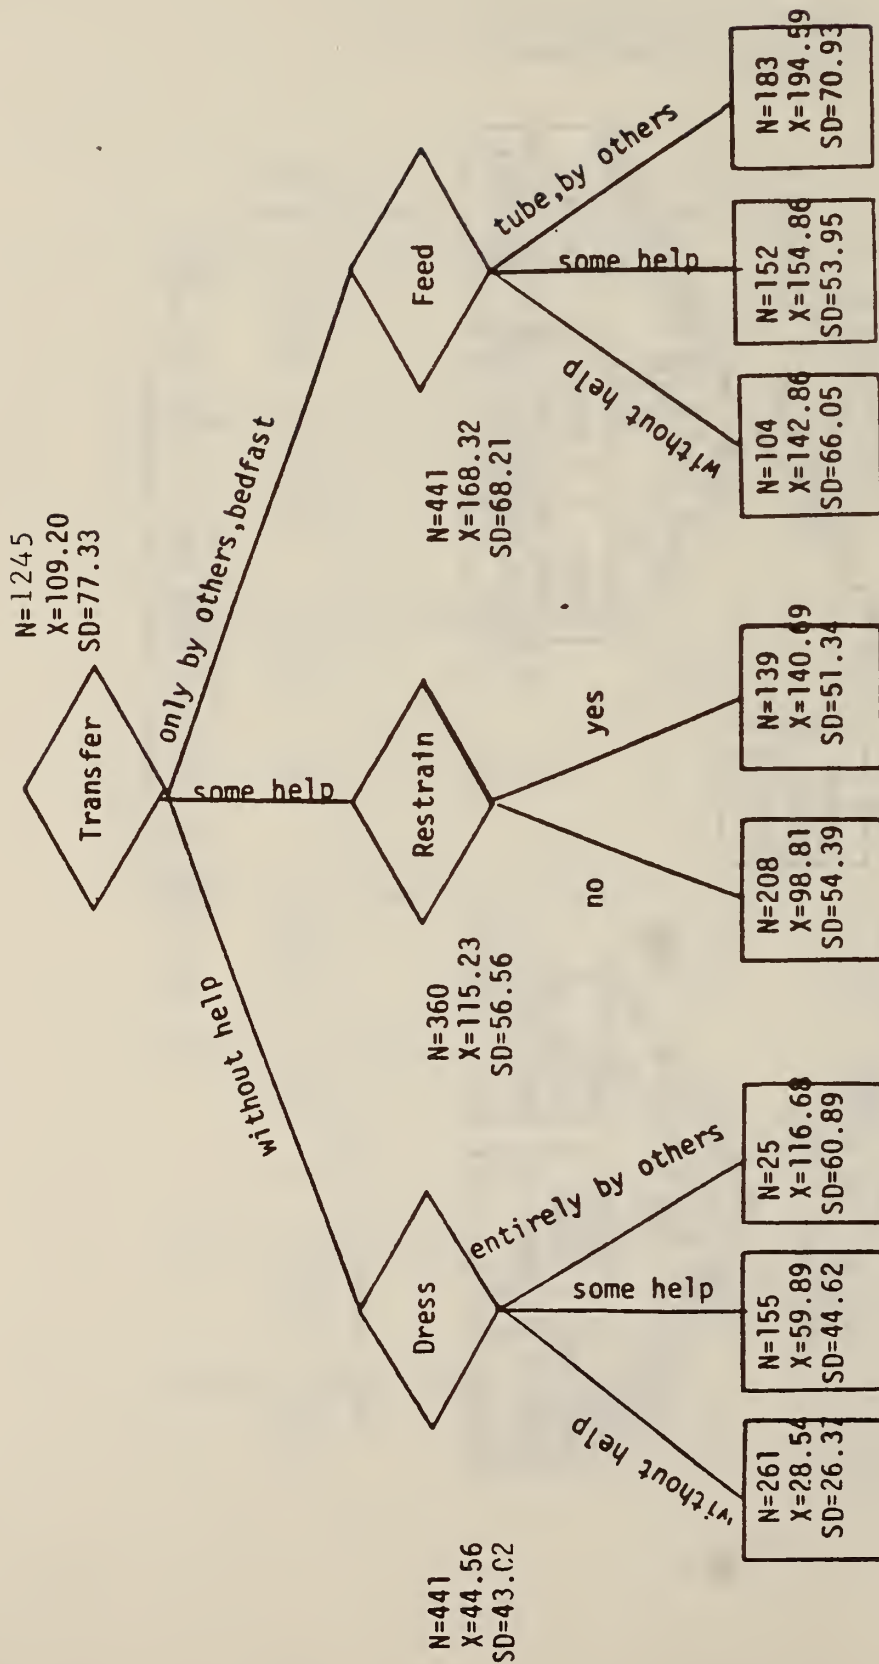 N=1245
X=109.20
SD=77.33
Transfer
without help
some help
only by others,bedfast
N=441
X=44.56
SD=43.02
Dress
N=360
X=115.23
SD=56.56
Restrain
N=441
X=168.32
SD=68.21
Feed
without help
some help
entirely by others
no
yes
without help
some help
tube,by others
N=261
X=28.54
SD=26.37
N=155
X=59.89
SD=44.62
N=25
X=116.68
SD=60.89
N=208
X=98.81
SD=54.39
N=139
X=140.69
SD=51.34
N=104
X=142.86
SD=66.05
N=152
X=154.86
SD=53.95
N=183
X=194.59
SD=70.93